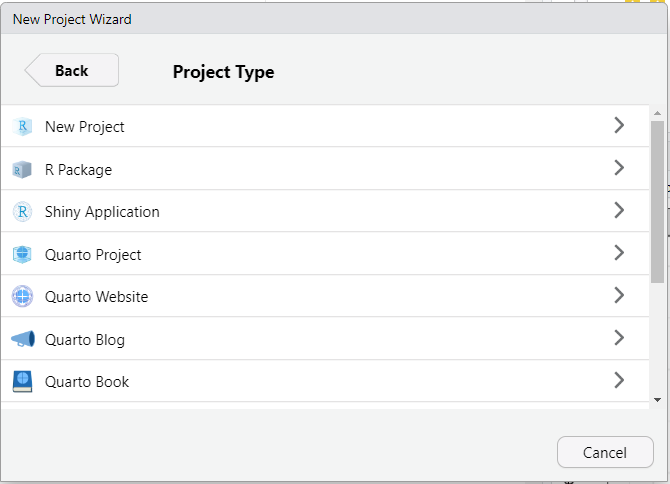 New Project Wizard
Back
Project Type
R New Project
R R Package
R Shiny Application
Quarto Project
Quarto Website
Quarto Blog
Quarto Book
Cancel